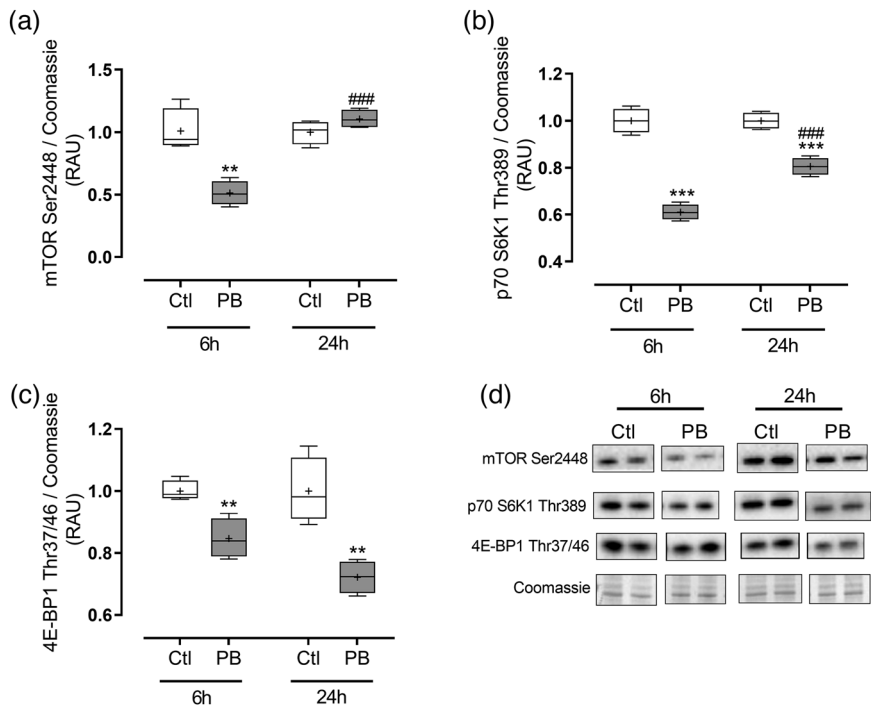 (a)
mTOR Ser2448 / Coomassie
(RAU)
1.5
1.0
0.5
0.0
**
###
Ctl PB Ctl PB
6h 24h
(b)
p70 S6K1 Thr389 / Coomassie
(RAU)
1.2
1.0
0.8
0.6
0.4
***
###
***
Ctl PB Ctl PB
6h 24h
(c)
4E-BP1 Thr37/46 / Coomassie
(RAU)
1.2
1.0
0.8
0.6
**
**
Ctl PB Ctl PB
6h 24h
(d)
6h 24h
Ctl PB Ctl PB
mTOR Ser2448
p70 S6K1 Thr389
4E-BP1 Thr37/46
Coomassie